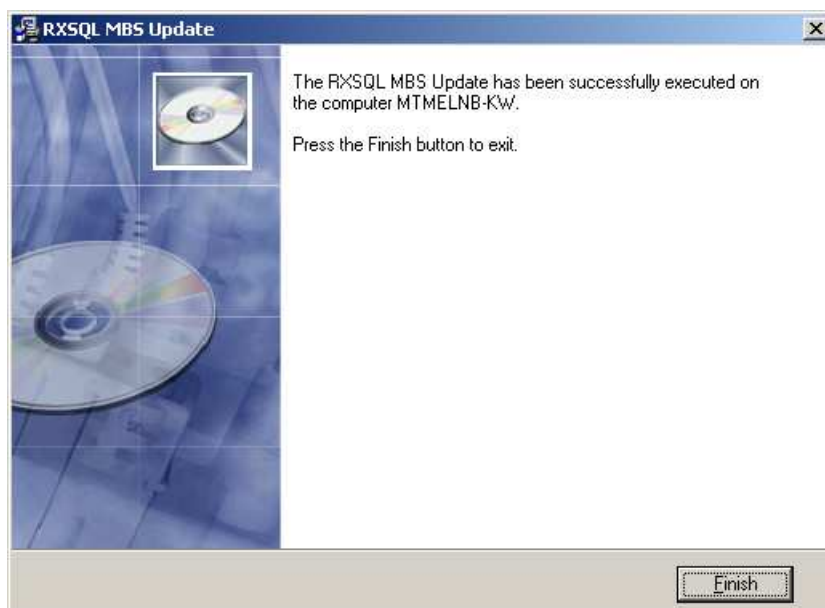 RXSQL MBS Update
The RXSQL MBS Update has been successfully executed on
the computer MTMELNB-KW.
Press the Finish button to exit.
Finish